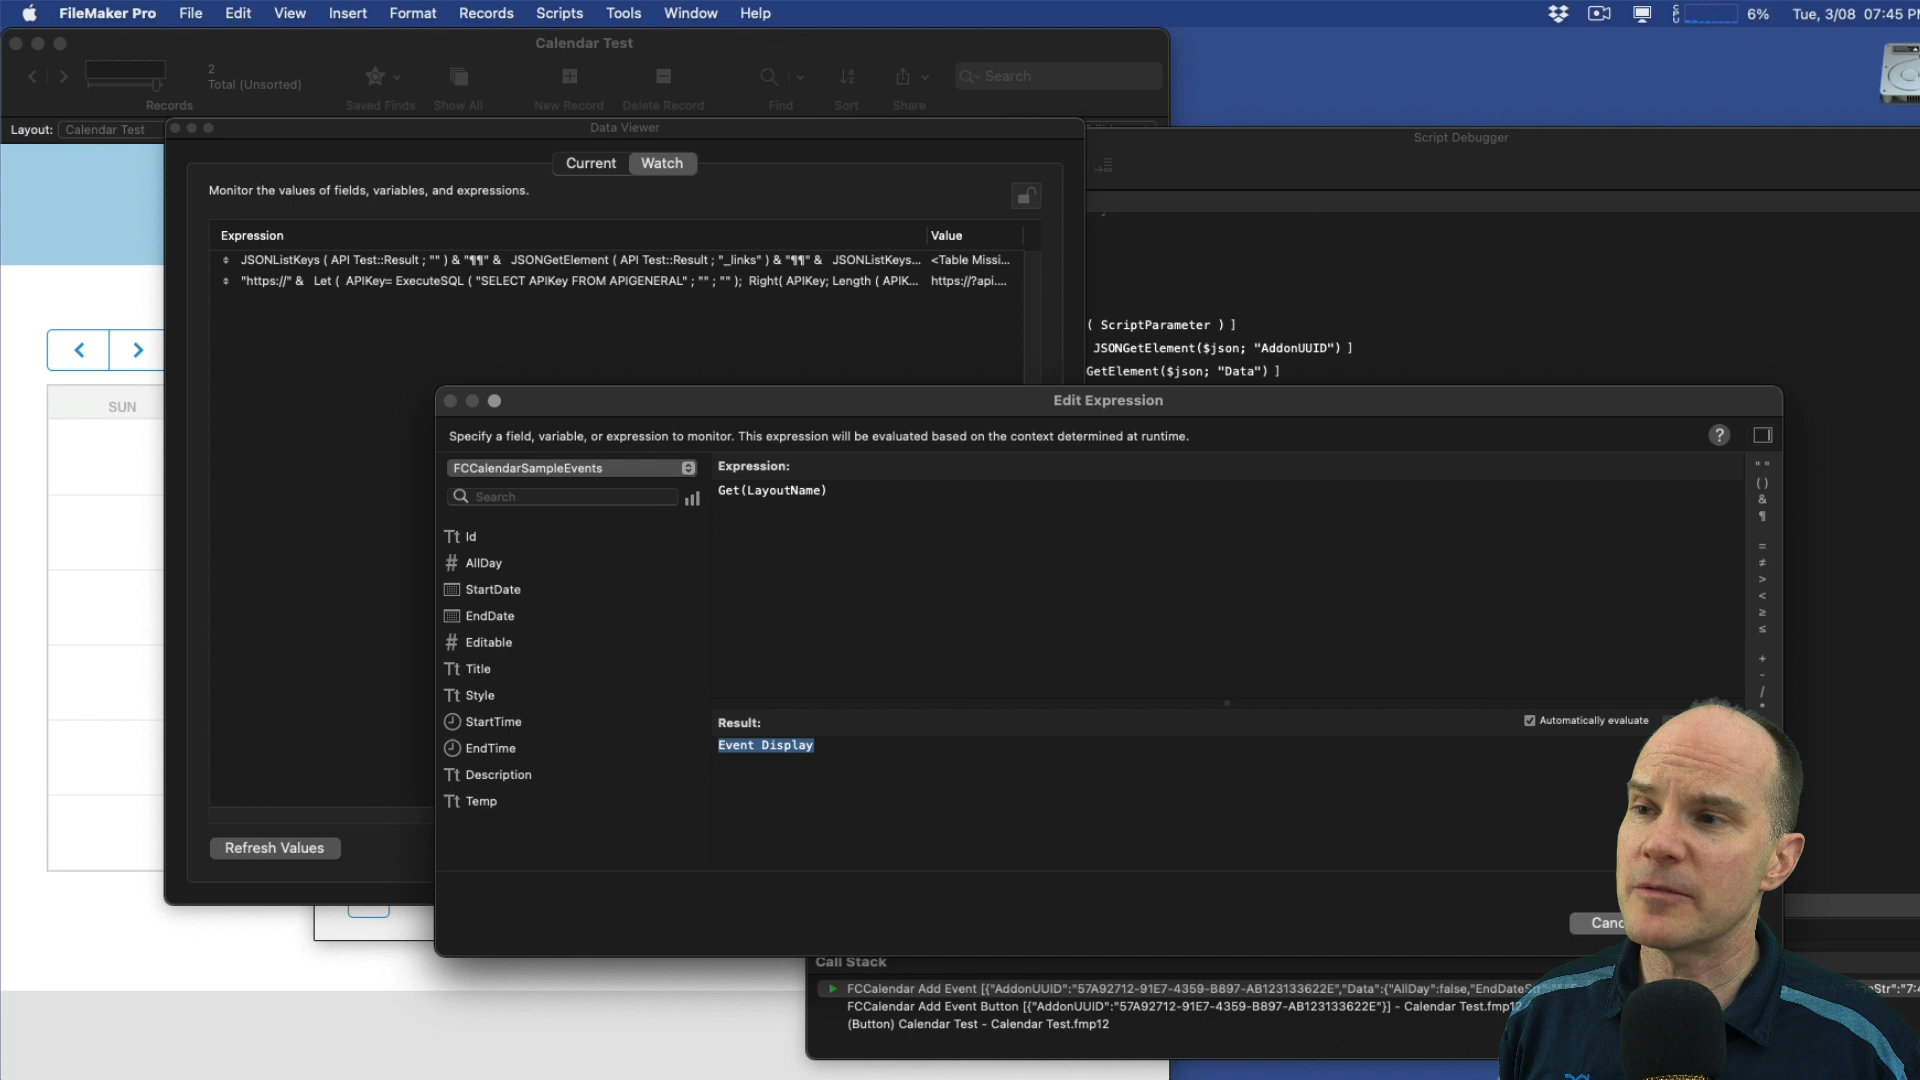 FileMaker Pro File Edit View Insert Format Records Scripts Tools Window Help 6% Tue, 3/08 07:45
Calendar Test
2
Total (Unsorted)
Search
Records Saved Finds Show All New Record Delete Record Find Sort Share
Layout: Calendar Test
Data Viewer
Script Debugger
Current Watch
Monitor the values of fields, variables, and expressions.
Expression Value
JSONListKeys ( API Test::Result ; "" ) & "¶¶" & JSONGetElement ( API Test::Result ; "_links" ) & "¶¶" & JSONListKeys... <Table Missi...
"https://" & Let ( APIKey= ExecuteSQL ( "SELECT APIKey FROM APIGENERAL" ; "" ; "" ); Right( APIKey; Length ( APIK... https://?api....
( ScriptParameter ) ]
JSONGetElement($json; "AddonUUID") ]
GetElement($json; "Data") ]
SUN
Edit Expression
Specify a field, variable, or expression to monitor. This expression will be evaluated based on the context determined at runtime. ?
FCCalendarSampleEvents
Expression:
Search
Get(LayoutName)
Tt Id
# AllDay
StartDate
EndDate
# Editable
Tt Title
Tt Style
StartTime
EndTime
Tt Description
Tt Temp
" "
( )
&
¶
=
≠
>
<
≥
≤
+
-
/
*
Result: Automatically evaluate
Event Display
Refresh Values
Call Stack
FCCalendar Add Event [{"AddonUUID":"57A92712-91E7-4359-B897-AB123133622E","Data":{"AllDay":false,"EndDateStr":
FCCalendar Add Event Button [{"AddonUUID":"57A92712-91E7-4359-B897-AB123133622E"}] - Calendar Test.fmp12
(Button) Calendar Test - Calendar Test.fmp12